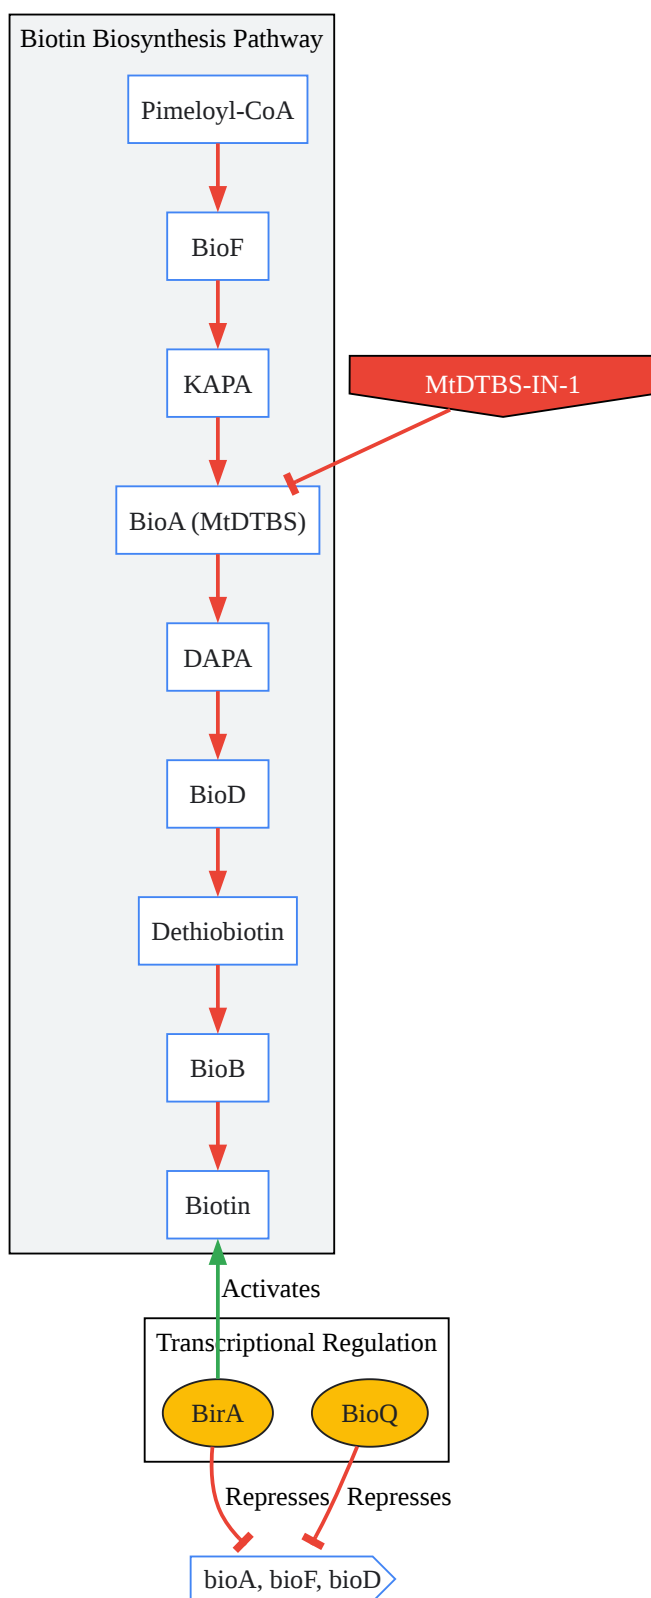 Biotin Biosynthesis Pathway
Pimeloyl-CoA
BioF
KAPA
MtDTBS-IN-1
BioA (MtDTBS)
DAPA
BioD
Dethiobiotin
BioB
Biotin
Activates
Transcriptional Regulation
BirA
BioQ
Represses
Represses
bioA, bioF, bioD